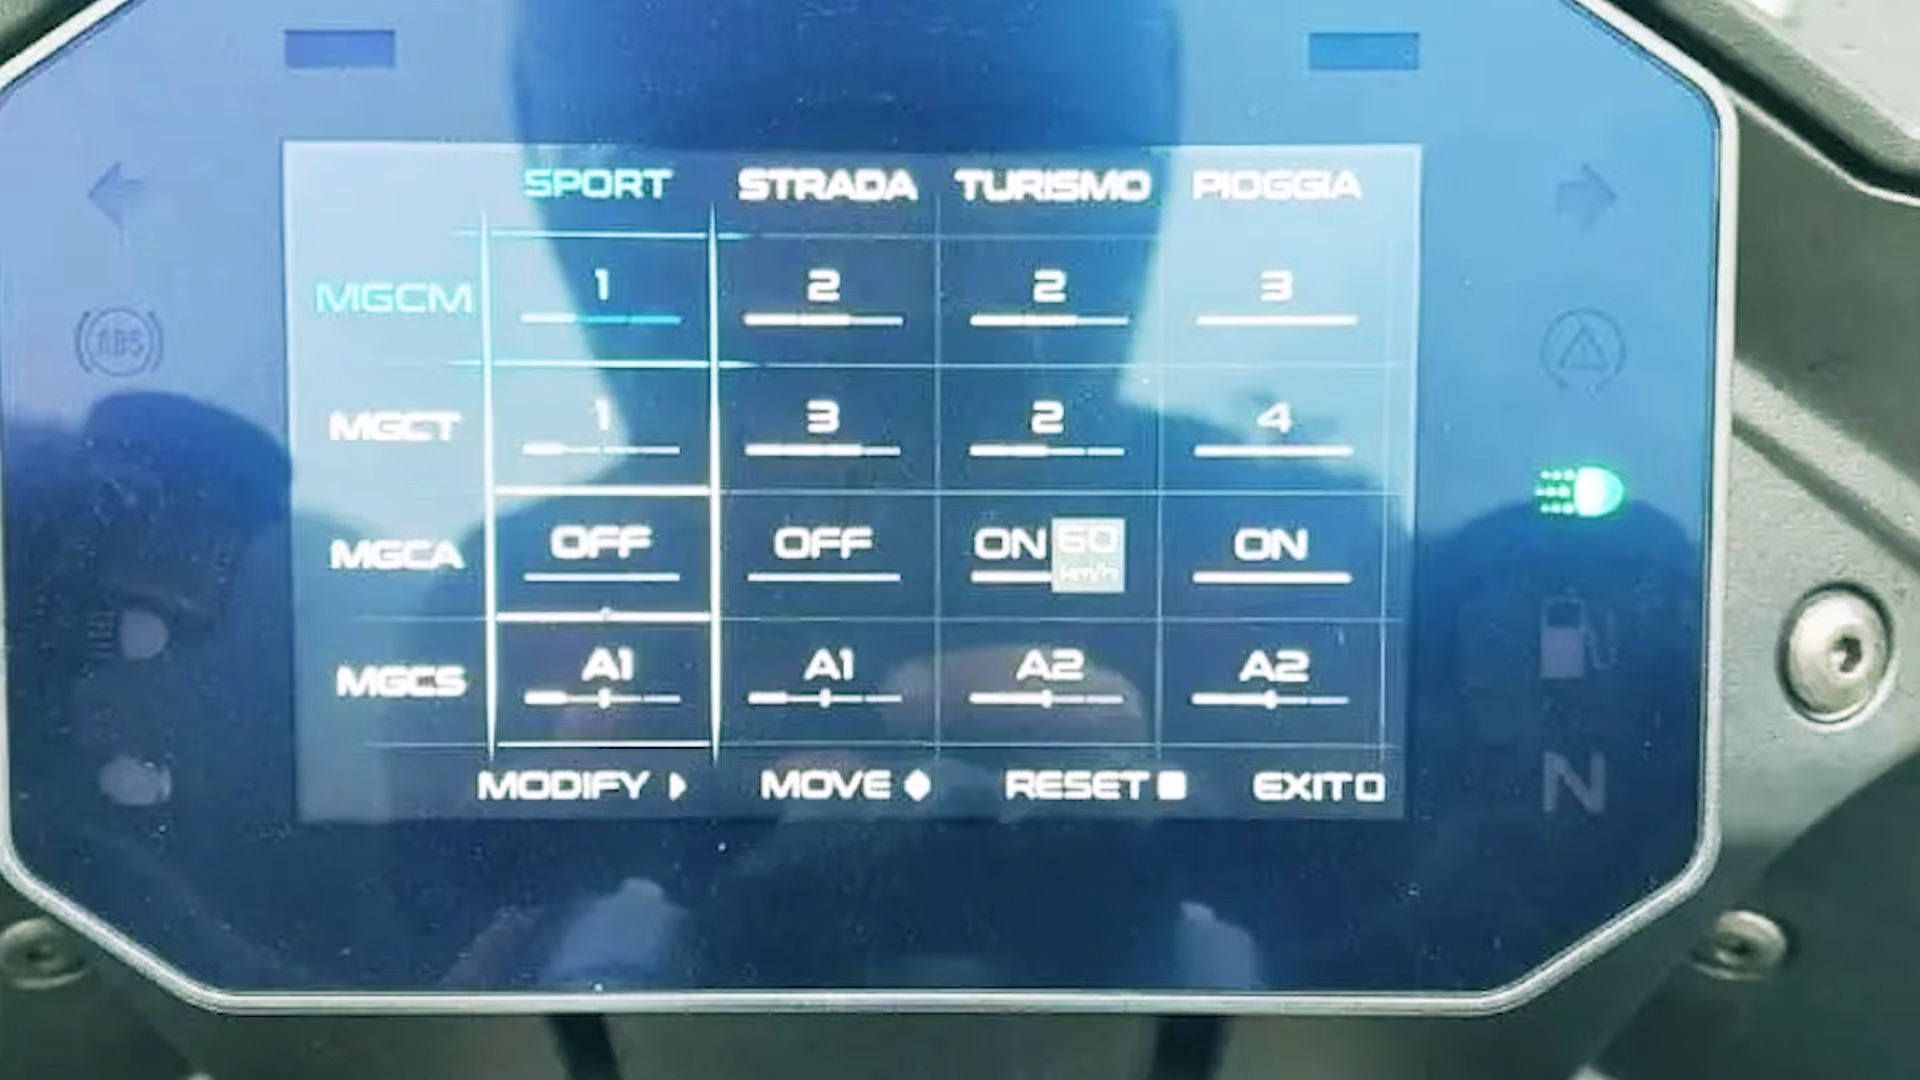 SPORT STRADA TURISMO PIOGGIA
MGCM 1 2 2 3
MGCT 1 3 2 4
MGCA OFF OFF ON 60 km/h ON
MGCS A1 A1 A2 A2
MODIFY MOVE RESET EXIT
ABS
N